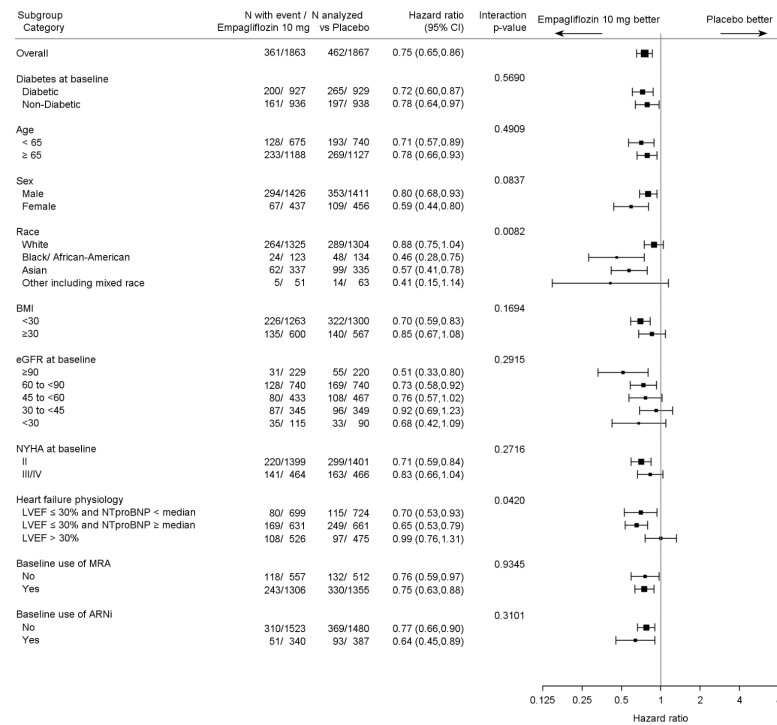 Subgroup N with event / N analyzed Hazard ratio Interaction Empagliflozin 10 mg better Placebo better
Category Empagliflozin 10 mg vs Placebo (95% CI) p-value
Overall 361/1863 462/1867 0.75 (0.65,0.86)
Diabetes at baseline 0.5690
Diabetic 200/ 927 265/ 929 0.72 (0.60,0.87)
Non-Diabetic 161/ 936 197/ 938 0.78 (0.64,0.97)
Age 0.4909
< 65 128/ 675 193/ 740 0.71 (0.57,0.89)
≥ 65 233/1188 269/1127 0.78 (0.66,0.93)
Sex 0.0837
Male 294/1426 353/1411 0.80 (0.68,0.93)
Female 67/ 437 109/ 456 0.59 (0.44,0.80)
Race 0.0082
White 264/1325 289/1304 0.88 (0.75,1.04)
Black/ African-American 24/ 123 48/ 134 0.46 (0.28,0.75)
Asian 62/ 337 99/ 335 0.57 (0.41,0.78)
Other including mixed race 5/ 51 14/ 63 0.41 (0.15,1.14)
BMI 0.1694
<30 226/1263 322/1300 0.70 (0.59,0.83)
≥30 135/ 600 140/ 567 0.85 (0.67,1.08)
eGFR at baseline 0.2915
≥90 31/ 229 55/ 220 0.51 (0.33,0.80)
60 to <90 128/ 740 169/ 740 0.73 (0.58,0.92)
45 to <60 80/ 433 108/ 467 0.76 (0.57,1.02)
30 to <45 87/ 345 96/ 349 0.92 (0.69,1.23)
<30 35/ 115 33/ 90 0.68 (0.42,1.09)
NYHA at baseline 0.2716
II 220/1399 299/1401 0.71 (0.59,0.84)
III/IV 141/ 464 163/ 466 0.83 (0.66,1.04)
Heart failure physiology 0.0420
LVEF ≤ 30% and NTproBNP < median 80/ 699 115/ 724 0.70 (0.53,0.93)
LVEF ≤ 30% and NTproBNP ≥ median 169/ 631 249/ 661 0.65 (0.53,0.79)
LVEF > 30% 108/ 526 97/ 475 0.99 (0.76,1.31)
Baseline use of MRA 0.9345
No 118/ 557 132/ 512 0.76 (0.59,0.97)
Yes 243/1306 330/1355 0.75 (0.63,0.88)
Baseline use of ARNi 0.3101
No 310/1523 369/1480 0.77 (0.66,0.90)
Yes 51/ 340 93/ 387 0.64 (0.45,0.89)
0.125 0.25 0.5 1 2 4
Hazard ratio